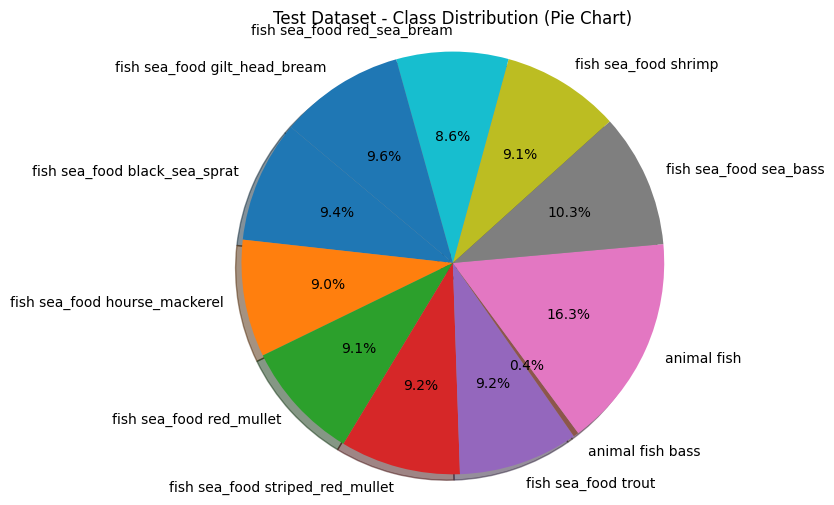 Test Dataset - Class Distribution (Pie Chart)
fish sea_food red_sea_bream
fish sea_food gilt_head_bream
fish sea_food shrimp
fish sea_food black_sea_sprat
fish sea_food sea_bass
fish sea_food hourse_mackerel
animal fish
fish sea_food red_mullet
animal fish bass
fish sea_food striped_red_mullet
fish sea_food trout
8.6%
9.6%
9.1%
9.4%
10.3%
9.0%
16.3%
9.1%
0.4%
9.2%
9.2%